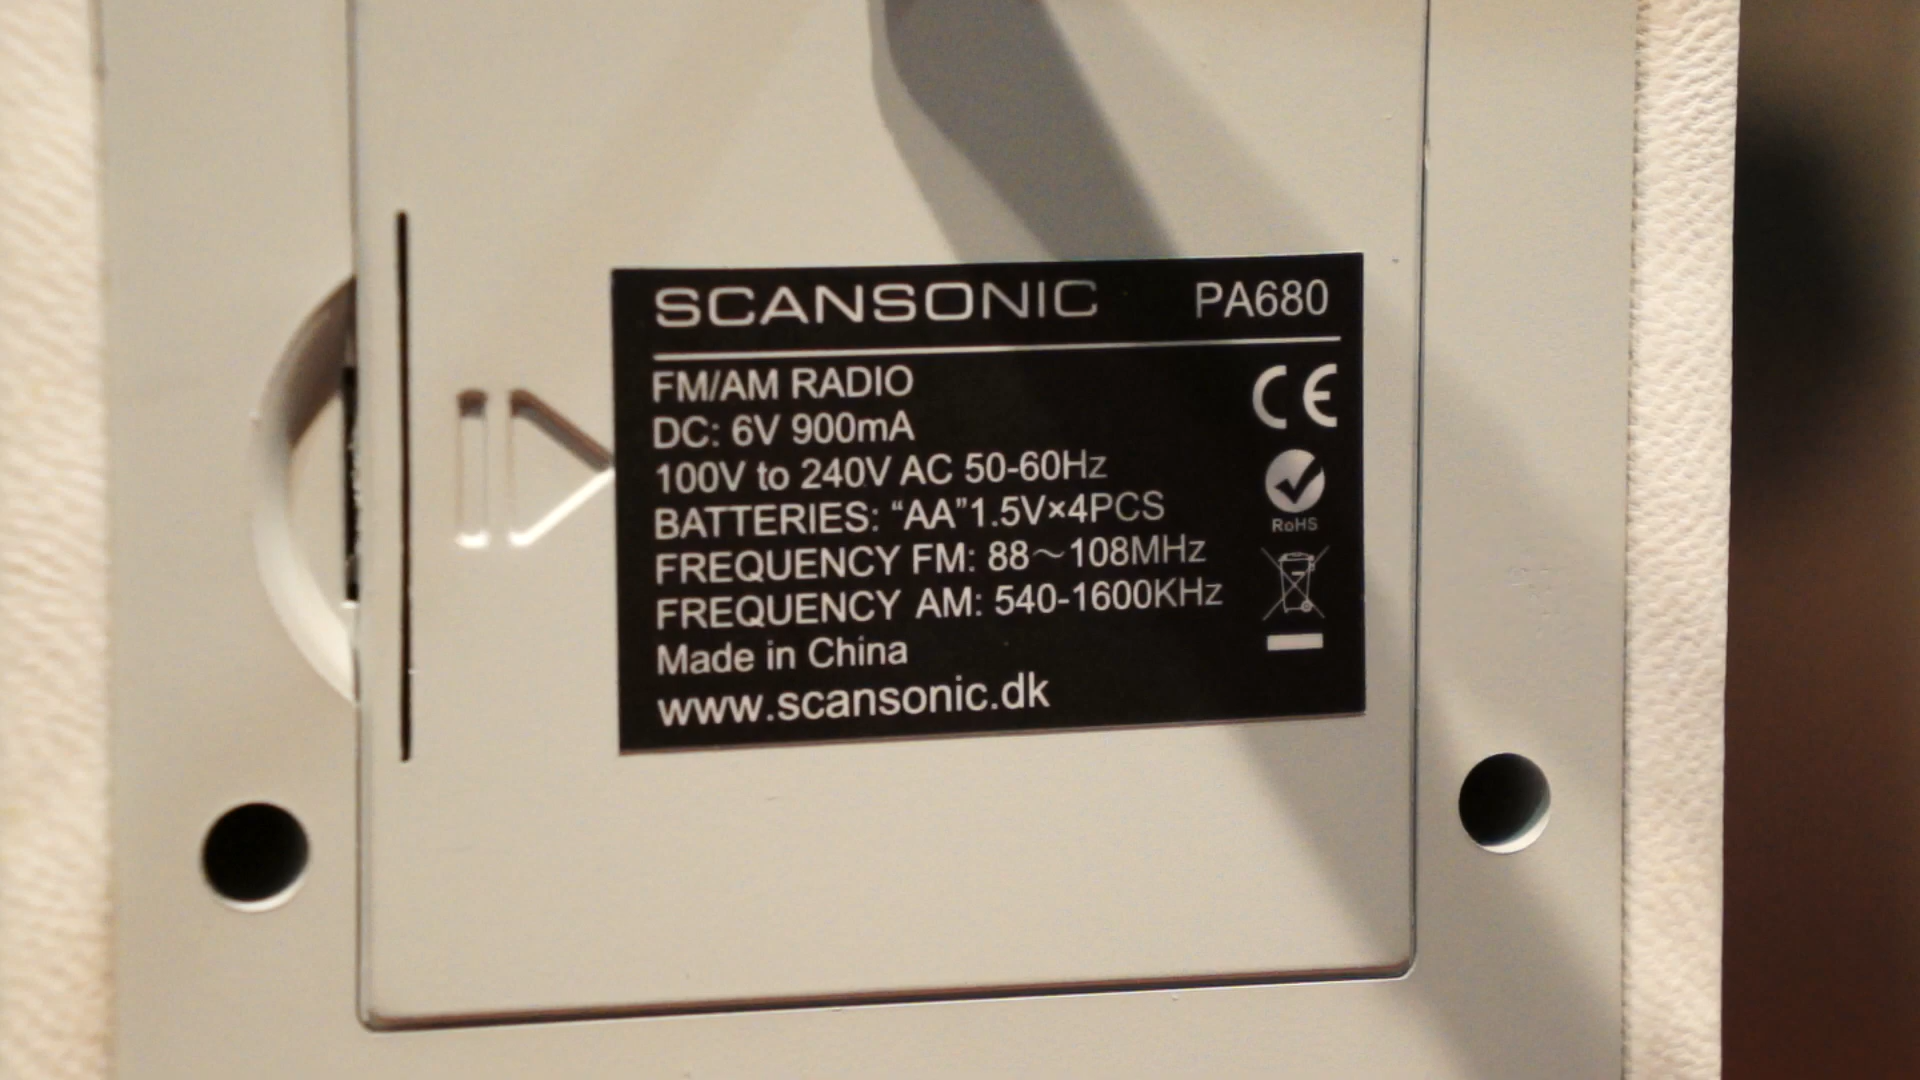 SCANSONIC PA680
FM/AM RADIO
DC: 6V 900mA
100V to 240V AC 50-60Hz
BATTERIES: “AA”1.5V×4PCS
FREQUENCY FM: 88～108MHz
FREQUENCY AM: 540-1600KHz
Made in China
www.scansonic.dk
CE
RoHS